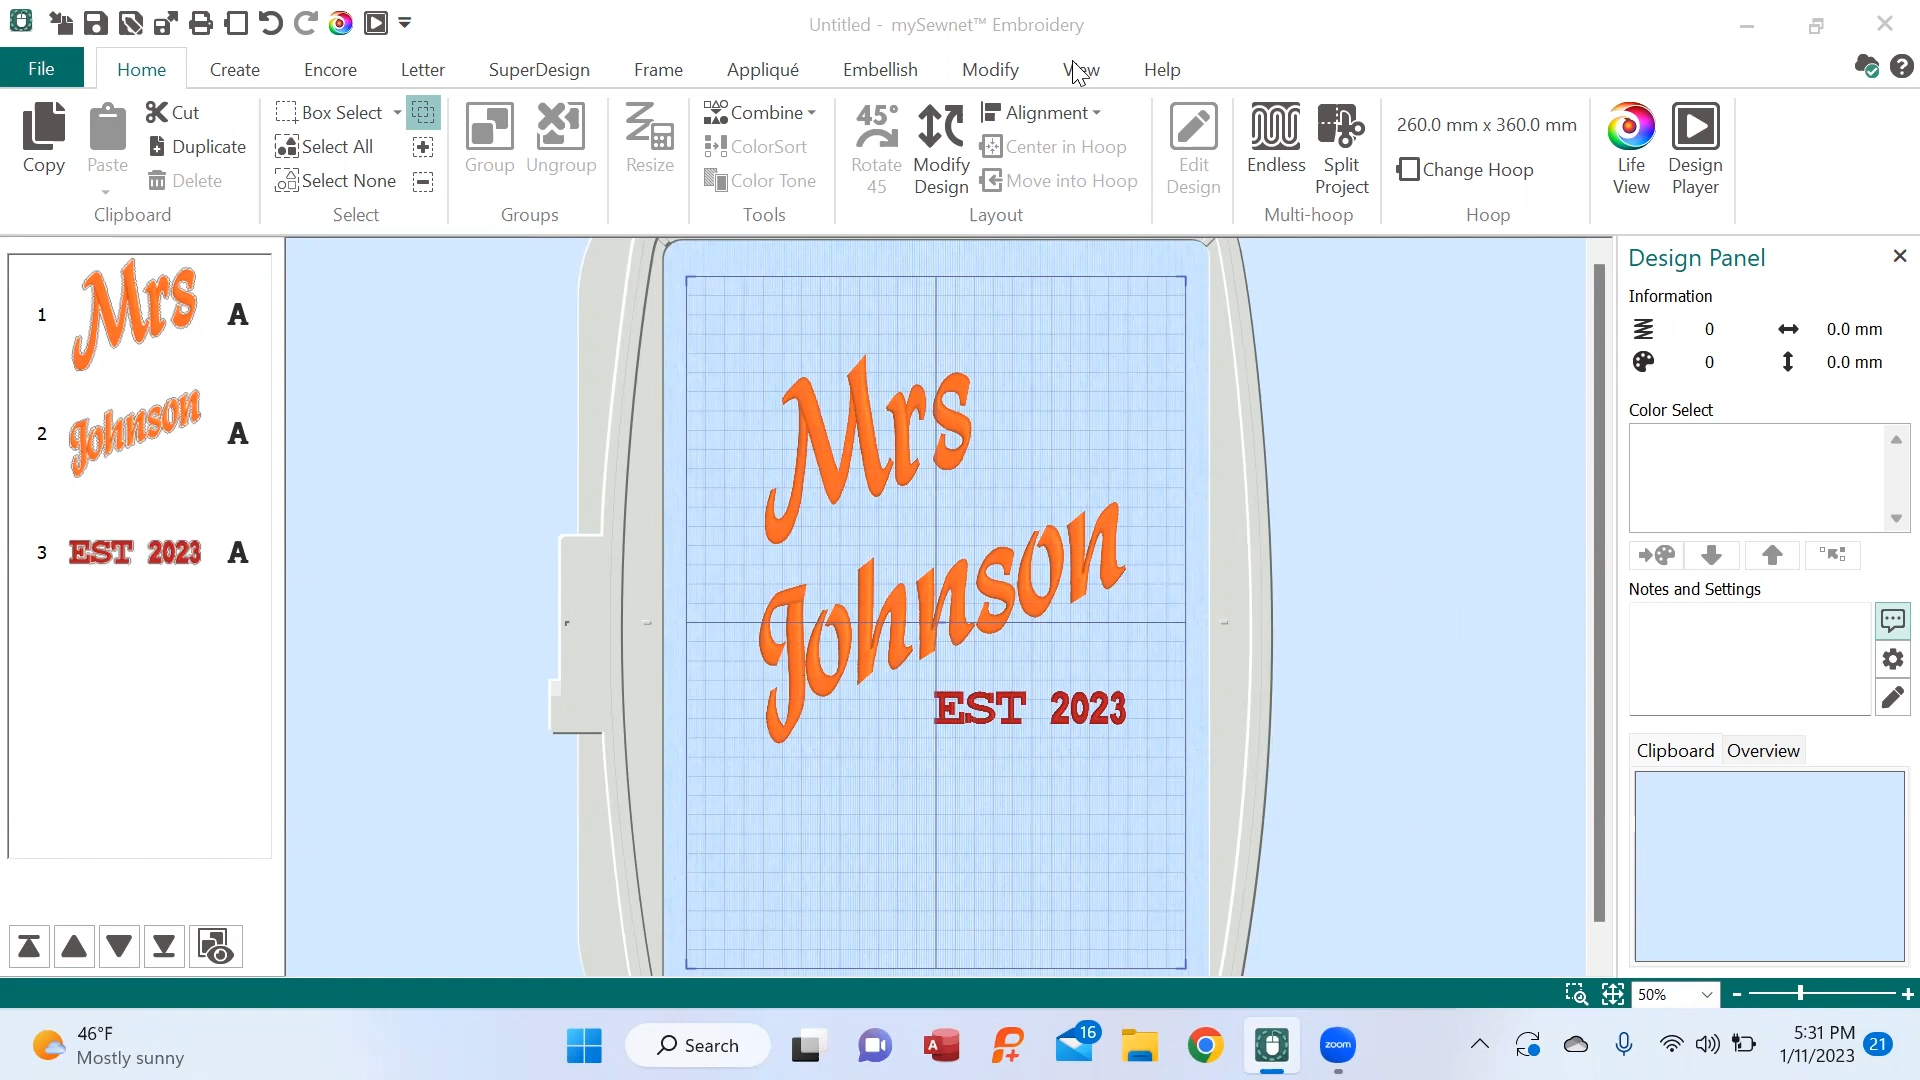 Untitled - mySewnet™ Embroidery
File Home Create Encore Letter SuperDesign Frame Appliqué Embellish Modify View Help
Copy
Paste
Cut
Duplicate
Delete
Clipboard
Box Select
Select All
Select None
Select
Group
Ungroup
Groups
Resize
Combine
ColorSort
Color Tone
Tools
45°
Rotate
45
Modify
Design
Alignment
Center in Hoop
Move into Hoop
Layout
Edit
Design
Endless
Split
Project
Multi-hoop
260.0 mm x 360.0 mm
Change Hoop
Hoop
Life
View
Design
Player
1 Mrs A
2 Johnson A
3 EST 2023 A
Mrs
Johnson
EST 2023
Design Panel
Information
0 0.0 mm
0 0.0 mm
Color Select
Notes and Settings
Clipboard Overview
50%
46°F
Mostly sunny
Search
A
16
zoom
5:31 PM
1/11/2023
21